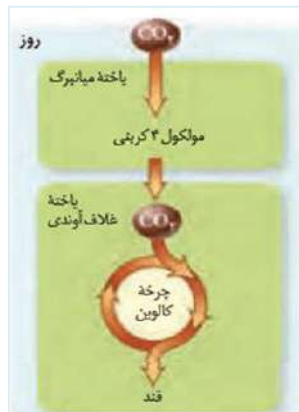 روز
CO₂
یاختهٔ میانبرگ
مولکول ۴ کربنی
یاختهٔ
غلاف‌آوندی
CO₂
چرخهٔ
کالوین
قند